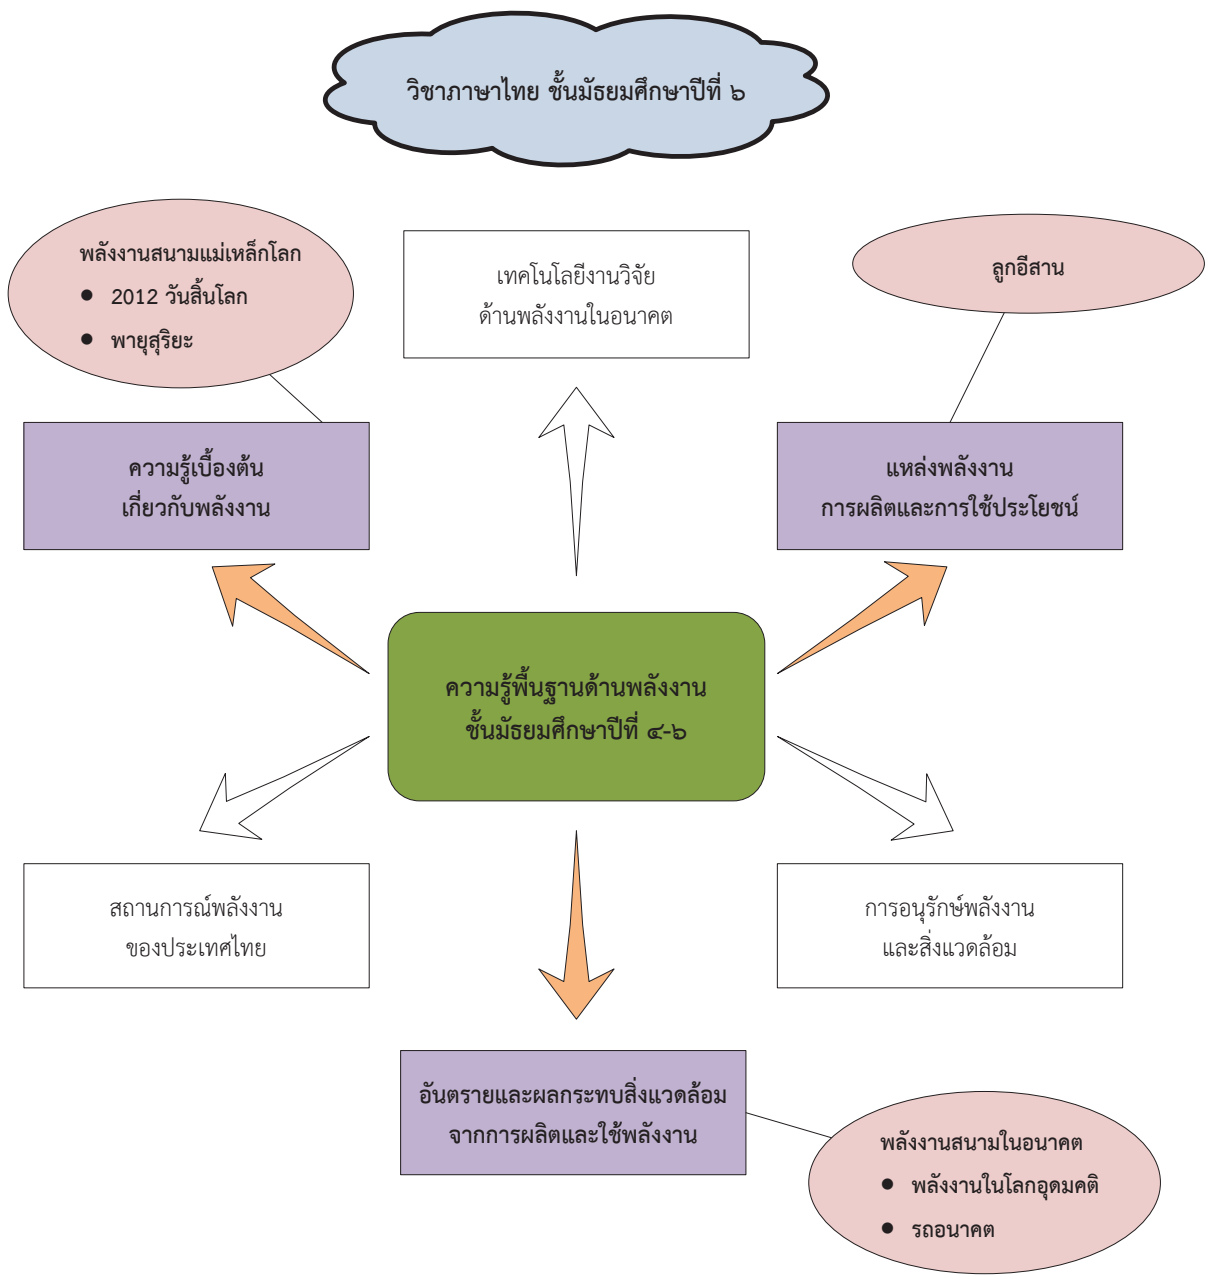 วิชาภาษาไทย ชั้นมัธยมศึกษาปีที่ ๖
พลังงานสนามแม่เหล็กโลก
● 2012 วันสิ้นโลก
● พายุสุริยะ
เทคโนโลยีงานวิจัย
ด้านพลังงานในอนาคต
ลูกอีสาน
ความรู้เบื้องต้น
เกี่ยวกับพลังงาน
แหล่งพลังงาน
การผลิตและการใช้ประโยชน์
ความรู้พื้นฐานด้านพลังงาน
ชั้นมัธยมศึกษาปีที่ ๔-๖
สถานการณ์พลังงาน
ของประเทศไทย
การอนุรักษ์พลังงาน
และสิ่งแวดล้อม
อันตรายและผลกระทบสิ่งแวดล้อม
จากการผลิตและใช้พลังงาน
พลังงานสนามในอนาคต
● พลังงานในโลกอุดมคติ
● รถอนาคต